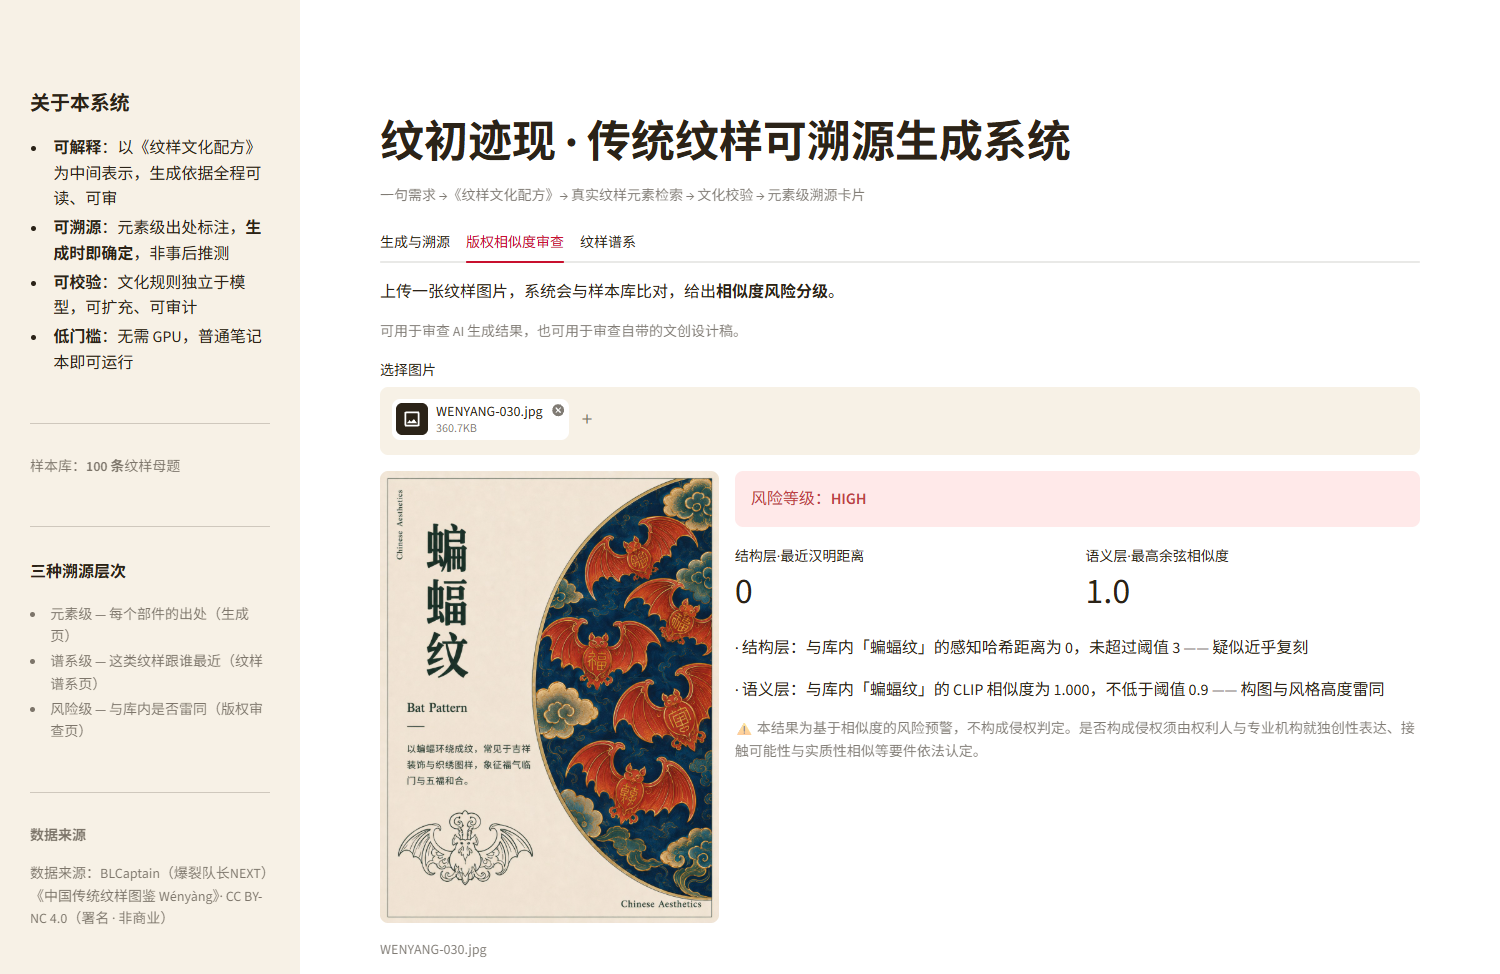 关于本系统
可解释：以《纹样文化配方》
为中间表示，生成依据全程可
读、可审
可溯源：元素级出处标注，生
成时即确定，非事后推测
可校验：文化规则独立于模
型，可扩充、可审计
低门槛：无需 GPU，普通笔记
本即可运行
样本库：100 条纹样母题
三种溯源层次
元素级 — 每个部件的出处（生成
页）
谱系级 — 这类纹样跟谁最近（纹样
谱系页）
风险级 — 与库内是否雷同（版权审
查页）
数据来源
数据来源：BLCaptain（爆裂队长NEXT）
《中国传统纹样图鉴 Wényàng》· CC BY-
NC 4.0（署名 · 非商业）
纹初迹现 · 传统纹样可溯源生成系统
一句需求 → 《纹样文化配方》 → 真实纹样元素检索 → 文化校验 → 元素级溯源卡片
生成与溯源 版权相似度审查 纹样谱系
上传一张纹样图片，系统会与样本库比对，给出相似度风险分级。
可用于审查 AI 生成结果，也可用于审查自带的文创设计稿。
选择图片
WENYANG-030.jpg
360.7KB
Chinese Aesthetics
蝙蝠纹
Bat Pattern
以蝙蝠环绕成纹，常见于吉祥
装饰与织绣图样，象征福气临
门与五福和合。
福
Chinese Aesthetics
WENYANG-030.jpg
风险等级：HIGH
结构层·最近汉明距离
0
语义层·最高余弦相似度
1.0
· 结构层：与库内「蝙蝠纹」的感知哈希距离为 0，未超过阈值 3 —— 疑似近乎复刻
· 语义层：与库内「蝙蝠纹」的 CLIP 相似度为 1.000，不低于阈值 0.9 —— 构图与风格高度雷同
⚠️ 本结果为基于相似度的风险预警，不构成侵权判定。是否构成侵权须由权利人与专业机构就独创性表达、接
触可能性与实质性相似等要件依法认定。